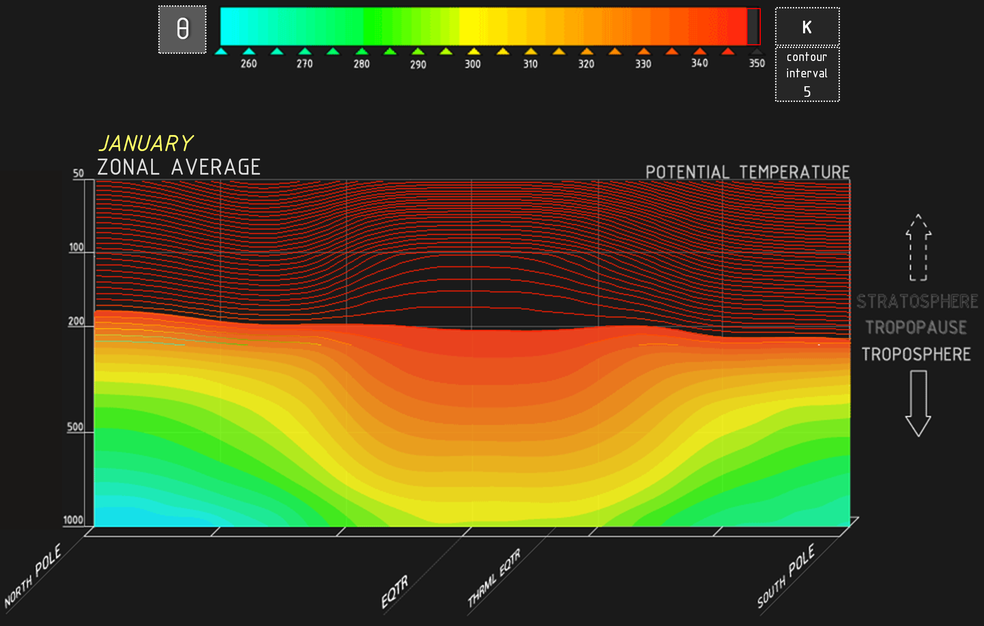 θ
K
260 270 280 290 300 310 320 330 340 350
contour
interval
5
JANUARY
ZONAL AVERAGE
POTENTIAL TEMPERATURE
50
100
200
500
1000
STRATOSPHERE
TROPOPAUSE
TROPOSPHERE
NORTH POLE
EQTR
THRML EQTR
SOUTH POLE